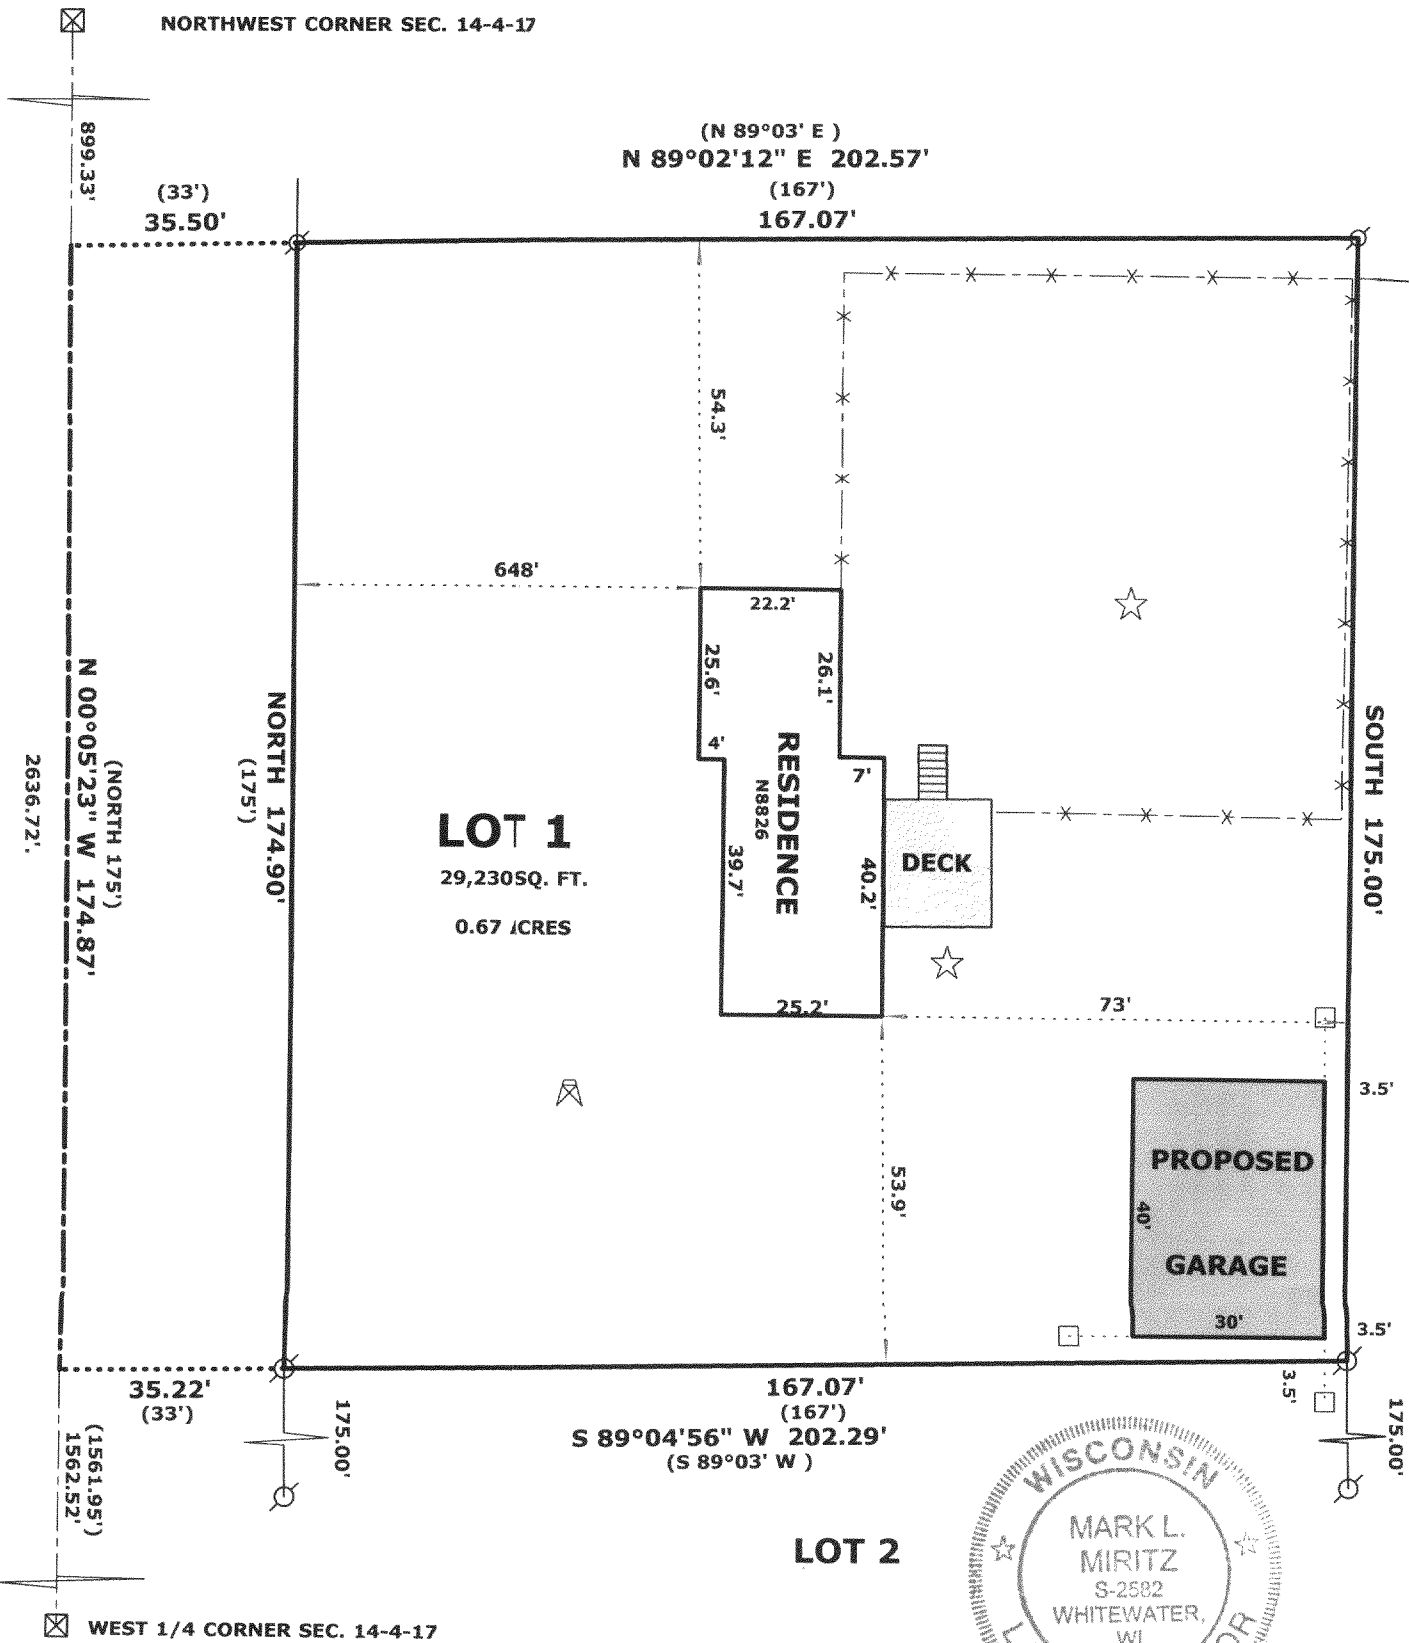 NORTHWEST CORNER SEC. 14-4-17
899.33'
(N 89°03' E )
N 89°02'12" E 202.57'
(33')
35.50'
(167')
167.07'
54.3'
648'
22.2'
25.6'
26.1'
4'
7'
RESIDENCE
N8826
39.7'
40.2'
DECK
25.2'
73'
N 00°05'23" W 174.87'
(NORTH 175')
2636.72'.
NORTH 174.90'
(175')
LOT 1
29,230SQ. FT.
0.67 ACRES
SOUTH 175.00'
3.5'
PROPOSED
40'
GARAGE
30'
3.5'
53.9'
3.5'
35.22'
(33')
167.07'
(167')
S 89°04'56" W 202.29'
(S 89°03' W )
175.00'
175.00'
(1561.95')
1562.52'
LOT 2
WISCONSIN
MARK L.
MIRITZ
S-2582
WHITEWATER,
WI
WEST 1/4 CORNER SEC. 14-4-17